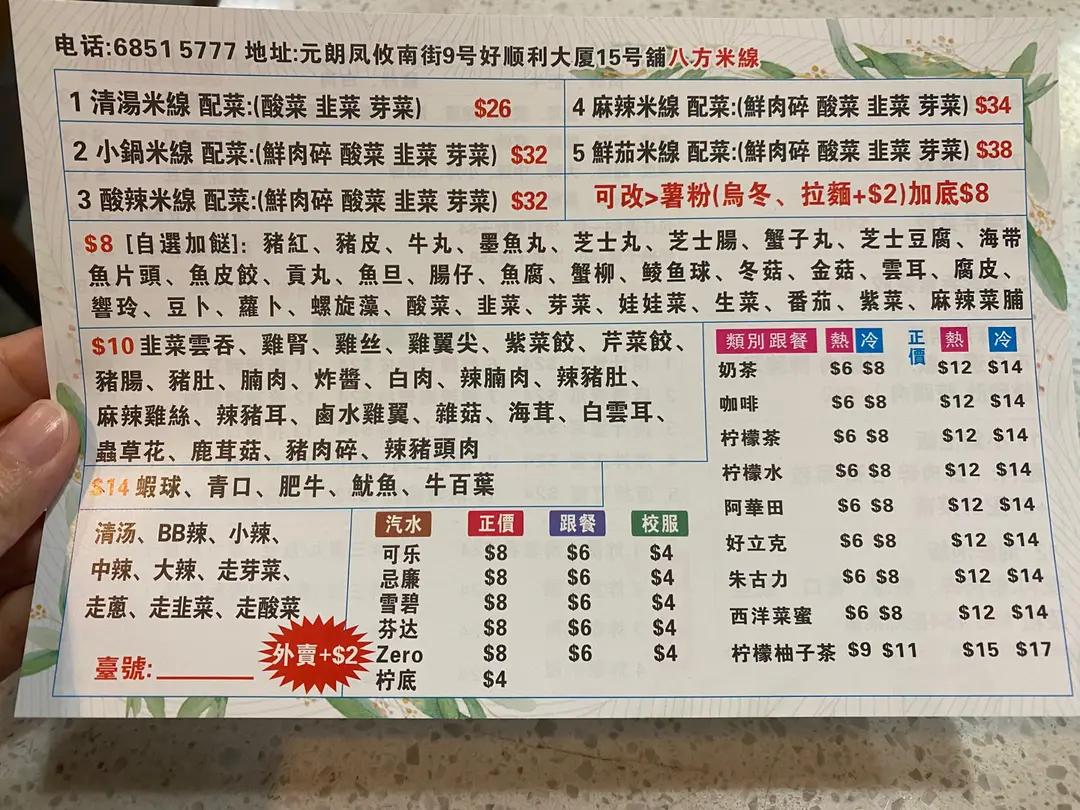 电话:6851 5777 地址:元朗凤攸南街9号好顺利大厦15号舖八方米線
1 清湯米線 配菜:(酸菜 韭菜 芽菜) $26
2 小鍋米線 配菜:(鮮肉碎 酸菜 韭菜 芽菜) $32
3 酸辣米線 配菜:(鮮肉碎 酸菜 韭菜 芽菜) $32
4 麻辣米線 配菜:(鮮肉碎 酸菜 韭菜 芽菜) $34
5 鮮茄米線 配菜:(鮮肉碎 酸菜 韭菜 芽菜) $38
可改>薯粉(烏冬、拉麵+$2)加底$8
$8 [自選加餸]: 豬紅、豬皮、牛丸、墨魚丸、芝士丸、芝士腸、蟹子丸、芝士豆腐、海带
魚片頭、魚皮餃、貢丸、魚旦、腸仔、魚腐、蟹柳、鲮鱼球、冬菇、金菇、雲耳、腐皮、
響玲、豆卜、蘿卜、螺旋藻、酸菜、韭菜、芽菜、娃娃菜、生菜、番茄、紫菜、麻辣菜脯
$10 韭菜雲吞、雞腎、雞丝、雞翼尖、紫菜餃、芹菜餃、
豬腸、豬肚、腩肉、炸醬、白肉、辣腩肉、辣豬肚、
麻辣雞絲、辣豬耳、鹵水雞翼、雜菇、海茸、白雲耳、
蟲草花、鹿茸菇、豬肉碎、辣豬頭肉
$14 蝦球、青口、肥牛、魷魚、牛百葉
清汤、BB辣、小辣、
中辣、大辣、走芽菜、
走蔥、走韭菜、走酸菜
外賣+$2
臺號:
汽水 正價 跟餐 校服
可乐 $8 $6 $4
忌廉 $8 $6 $4
雪碧 $8 $6 $4
芬达 $8 $6 $4
Zero $8 $6 $4
柠底 $4
類別跟餐 熱 冷 正價 熱 冷
奶茶 $6 $8 $12 $14
咖啡 $6 $8 $12 $14
柠檬茶 $6 $8 $12 $14
柠檬水 $6 $8 $12 $14
阿華田 $6 $8 $12 $14
好立克 $6 $8 $12 $14
朱古力 $6 $8 $12 $14
西洋菜蜜 $6 $8 $12 $14
柠檬柚子茶 $9 $11 $15 $17